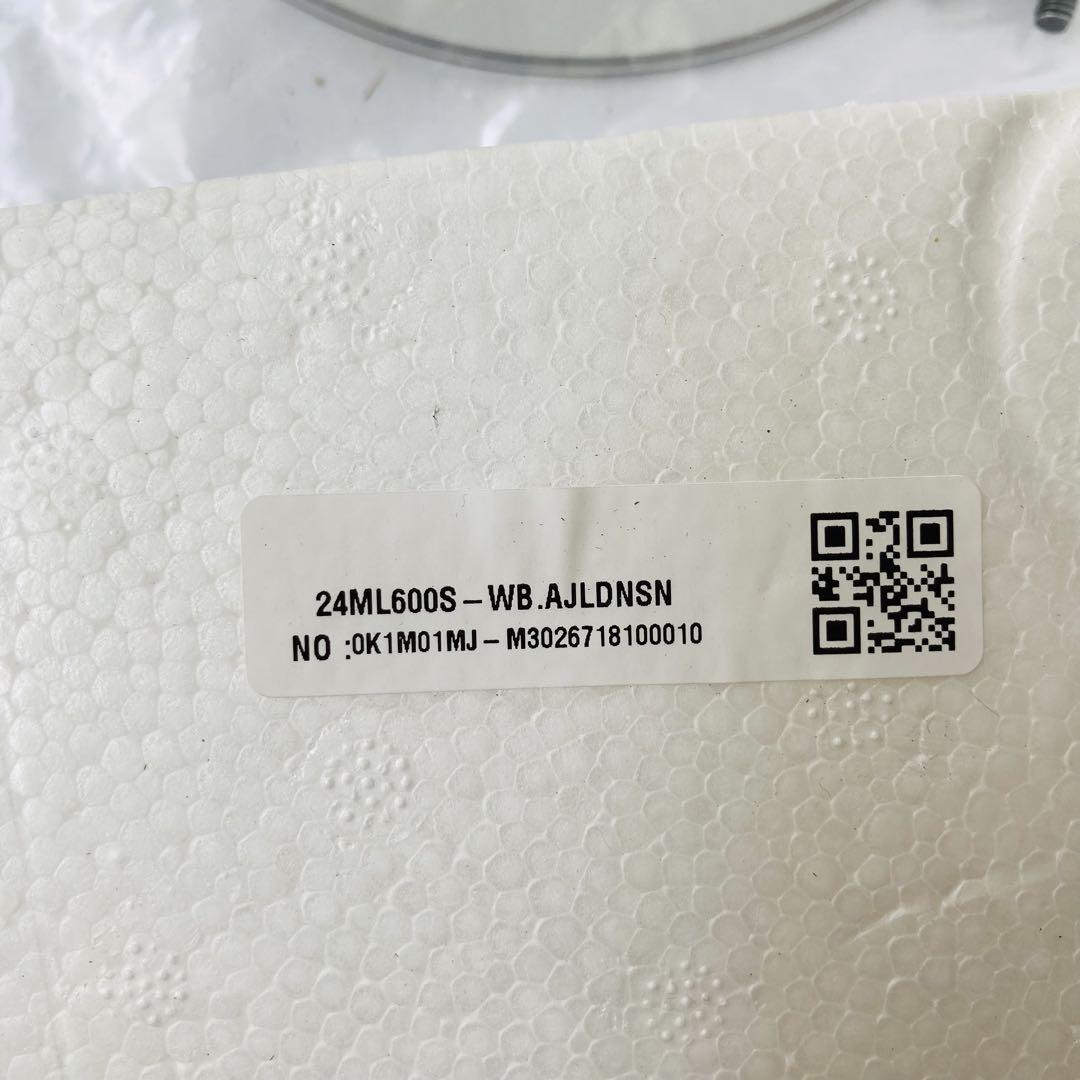 24ML600S-WB.AJLDNSN
NO :0K1M01MJ-M3026718100010